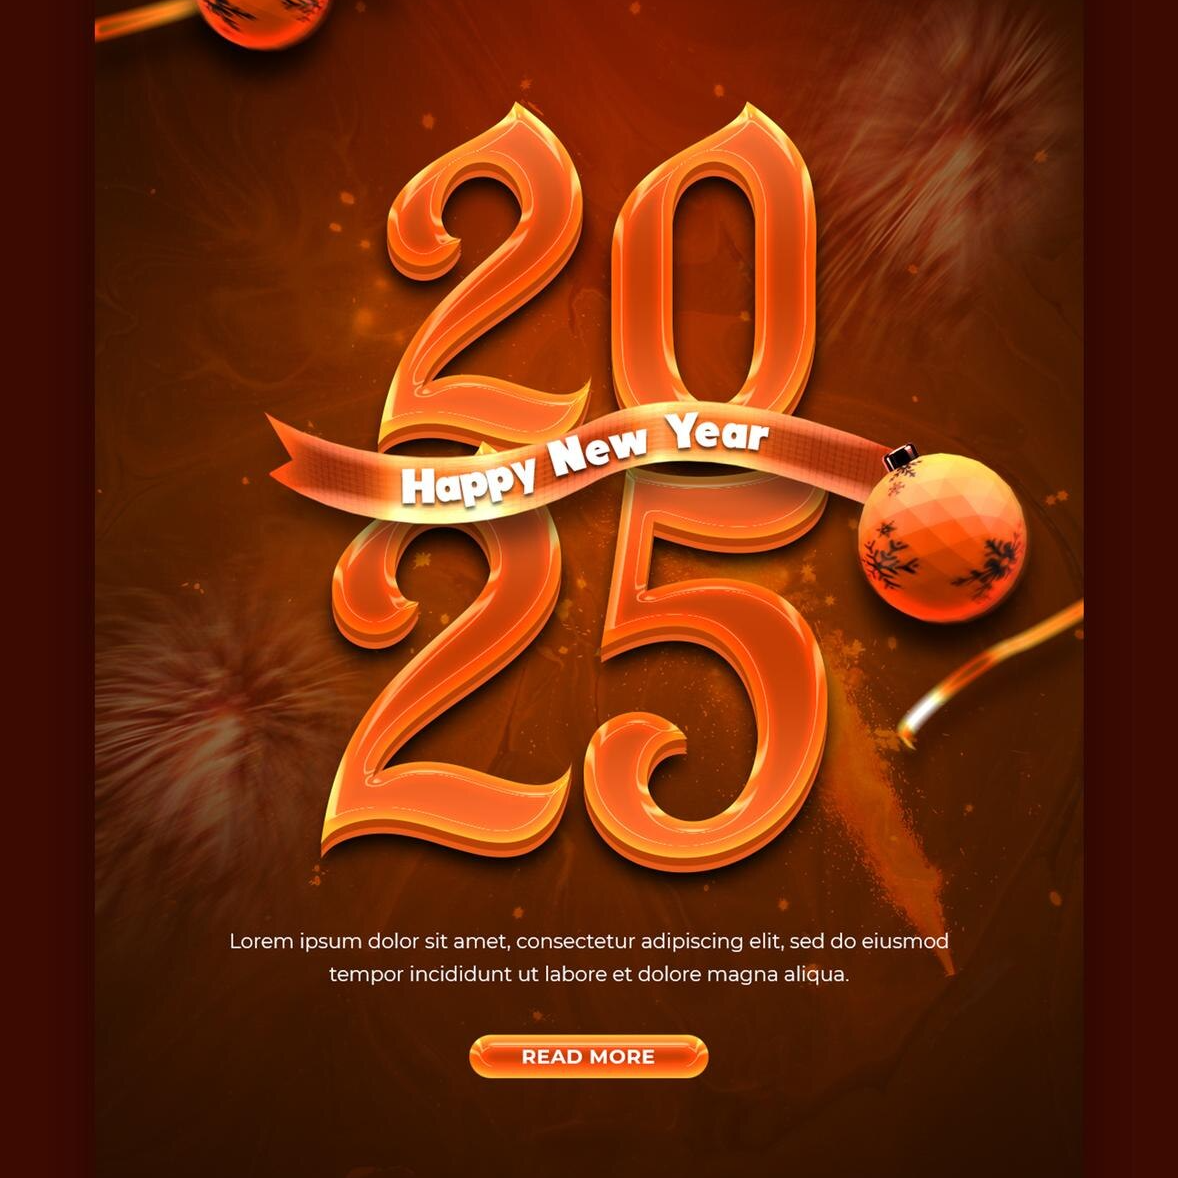 20
Happy New Year
25
Lorem ipsum dolor sit amet, consectetur adipiscing elit, sed do eiusmod
tempor incididunt ut labore et dolore magna aliqua.
READ MORE